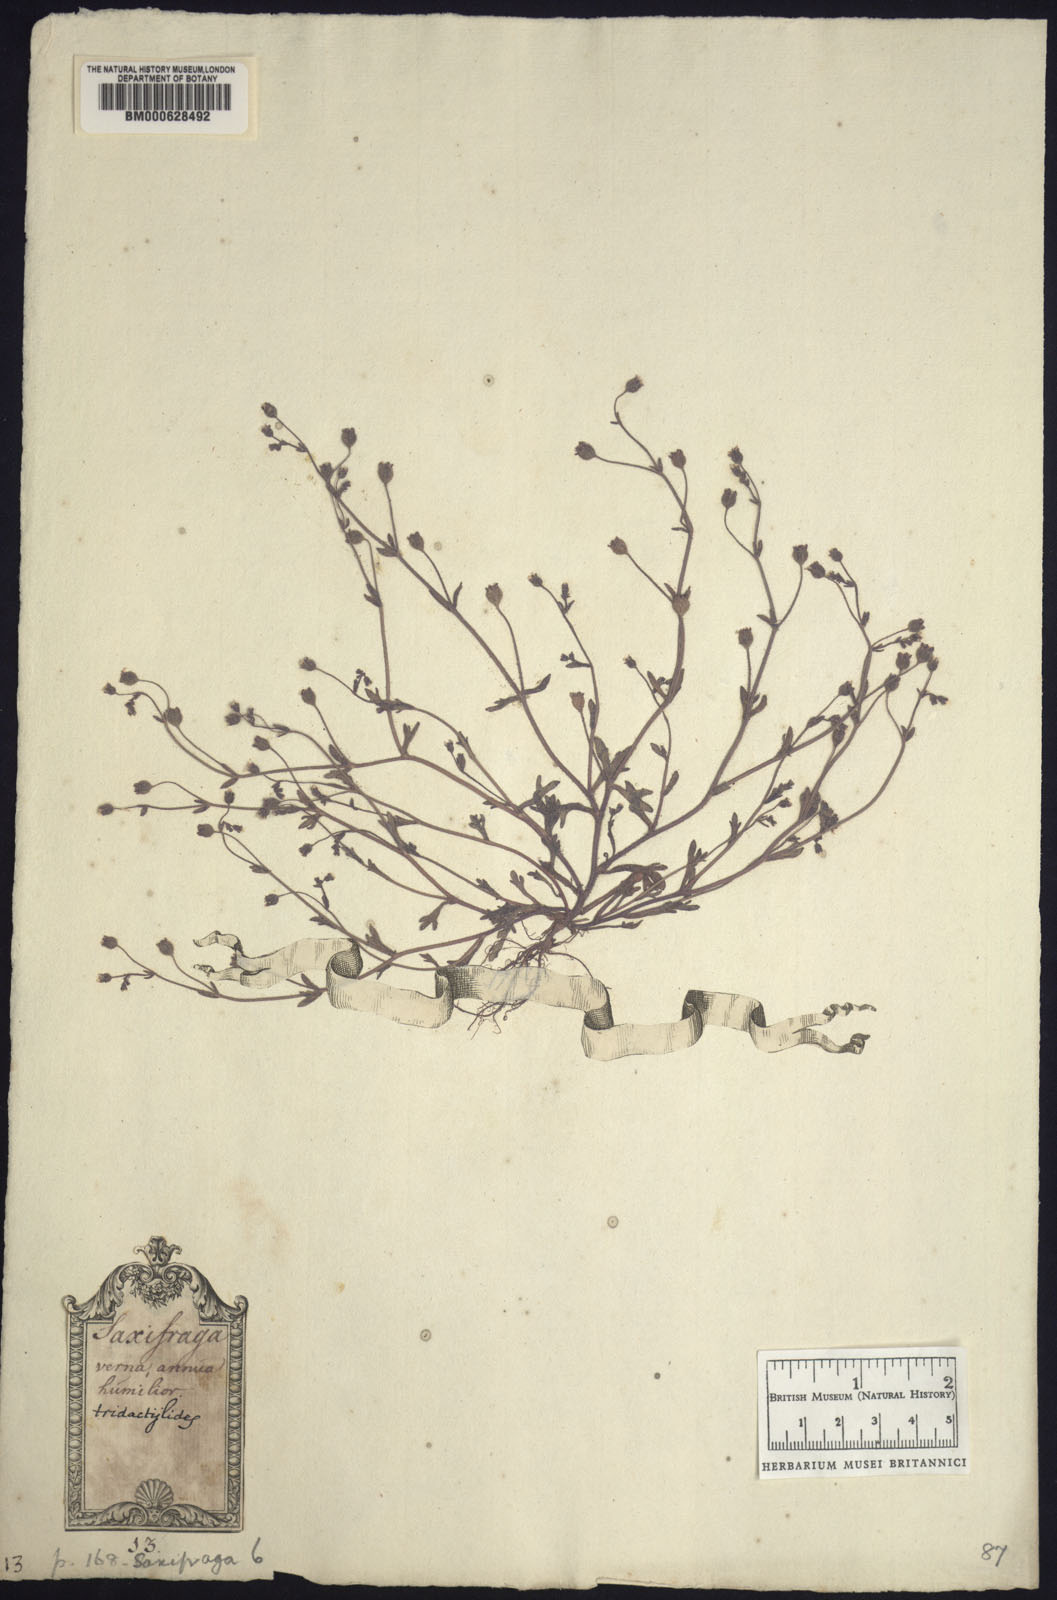 THE NATURAL HISTORY MUSEUM, LONDON
DEPARTMENT OF BOTANY
BM000628492
Saxifraga
verna, annua
humilior.
tridactylides
13.
13 p. 168 - Saxifraga 6
87
1 2
BRITISH MUSEUM (NATURAL HISTORY)
1 2 3 4 5
HERBARIUM MUSEI BRITANNICI